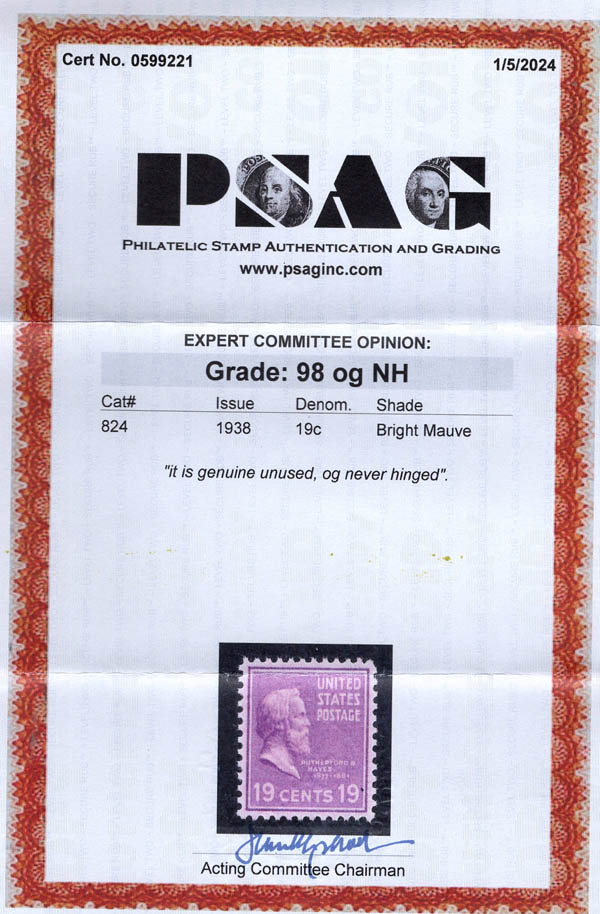 Cert No. 0599221
1/5/2024
PSAG
PHILATELIC STAMP AUTHENTICATION AND GRADING
www.psaginc.com
EXPERT COMMITTEE OPINION:
Grade: 98 og NH
Cat# Issue Denom. Shade
824 1938 19c Bright Mauve
"it is genuine unused, og never hinged".
UNITED
STATES
POSTAGE
RUTHERFORD B.
HAYES
1877-1881
19 CENTS 19
Acting Committee Chairman